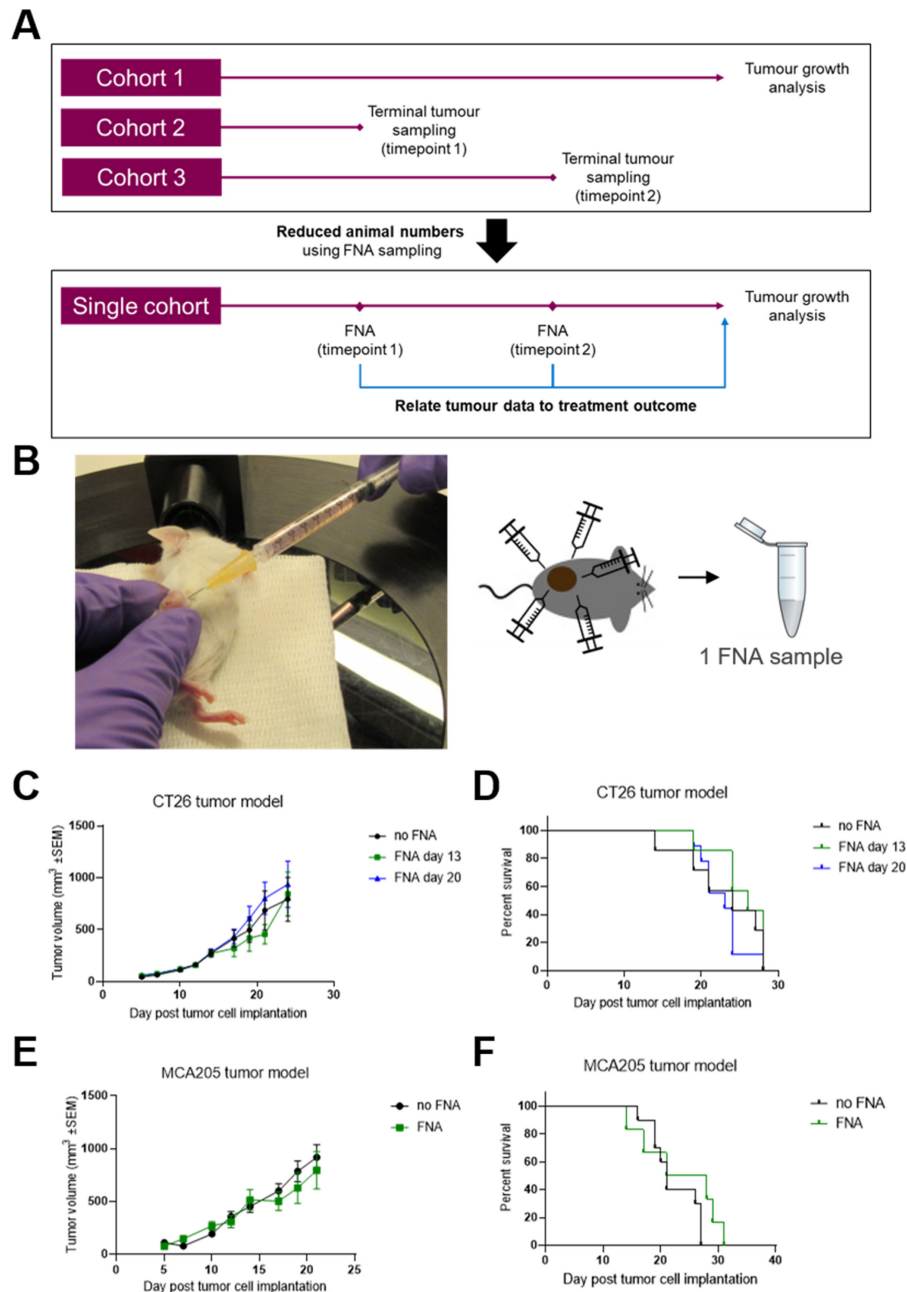 A
Cohort 1
Tumour growth
analysis
Cohort 2
Terminal tumour
sampling
(timepoint 1)
Cohort 3
Terminal tumour
sampling
(timepoint 2)
Reduced animal numbers
using FNA sampling
Single cohort
Tumour growth
analysis
FNA
(timepoint 1)
FNA
(timepoint 2)
Relate tumour data to treatment outcome
B
1 FNA sample
C
CT26 tumor model
Tumor volume (mm³ ±SEM)
1500
1000
500
0
0 10 20 30
Day post tumor cell implantation
no FNA
FNA day 13
FNA day 20
D
CT26 tumor model
Percent survival
100
80
60
40
20
0
0 10 20 30
Day post tumor cell implantation
no FNA
FNA day 13
FNA day 20
E
MCA205 tumor model
Tumor volume (mm³ ±SEM)
1500
1000
500
0
0 5 10 15 20 25
Day post tumor cell implantation
no FNA
FNA
F
MCA205 tumor model
Percent survival
100
80
60
40
20
0
0 10 20 30 40
Day post tumor cell implantation
no FNA
FNA